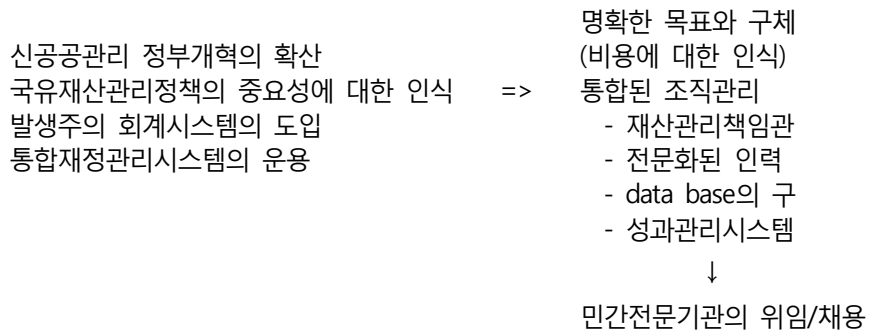 신공공관리 정부개혁의 확산
국유재산관리정책의 중요성에 대한 인식
발생주의 회계시스템의 도입
통합재정관리시스템의 운용
=>
명확한 목표와 구체
(비용에 대한 인식)
통합된 조직관리
- 재산관리책임관
- 전문화된 인력
- data base의 구
- 성과관리시스템
↓
민간전문기관의 위임/채용